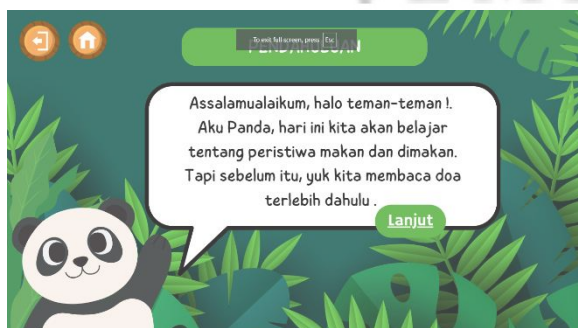 To exit full screen, press Esc
PENDAHULUAN
Assalamualaikum, halo teman-teman !.
Aku Panda, hari ini kita akan belajar
tentang peristiwa makan dan dimakan.
Tapi sebelum itu, yuk kita membaca doa
terlebih dahulu .
Lanjut